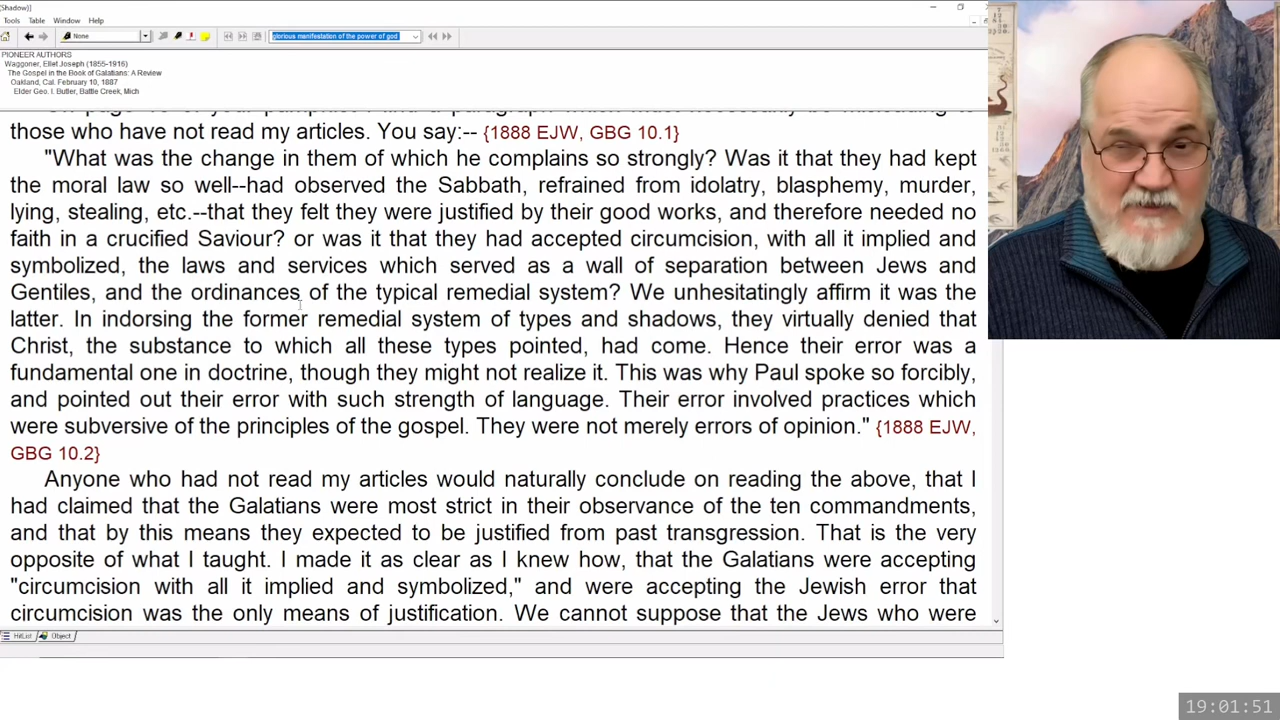 Shadow)]
Tools Table Window Help
None
glorious manifestation of the power of god
PIONEER AUTHORS
Waggoner, Ellet Joseph (1855-1916)
The Gospel in the Book of Galatians: A Review
Oakland, Cal. February 10, 1887
Elder Geo. I. Butler, Battle Creek, Mich
those who have not read my articles. You say:-- {1888 EJW, GBG 10.1}
"What was the change in them of which he complains so strongly? Was it that they had kept
the moral law so well--had observed the Sabbath, refrained from idolatry, blasphemy, murder,
lying, stealing, etc.--that they felt they were justified by their good works, and therefore needed no
faith in a crucified Saviour? or was it that they had accepted circumcision, with all it implied and
symbolized, the laws and services which served as a wall of separation between Jews and
Gentiles, and the ordinances of the typical remedial system? We unhesitatingly affirm it was the
latter. In indorsing the former remedial system of types and shadows, they virtually denied that
Christ, the substance to which all these types pointed, had come. Hence their error was a
fundamental one in doctrine, though they might not realize it. This was why Paul spoke so forcibly,
and pointed out their error with such strength of language. Their error involved practices which
were subversive of the principles of the gospel. They were not merely errors of opinion." {1888 EJW,
GBG 10.2}
Anyone who had not read my articles would naturally conclude on reading the above, that I
had claimed that the Galatians were most strict in their observance of the ten commandments,
and that by this means they expected to be justified from past transgression. That is the very
opposite of what I taught. I made it as clear as I knew how, that the Galatians were accepting
"circumcision with all it implied and symbolized," and were accepting the Jewish error that
circumcision was the only means of justification. We cannot suppose that the Jews who were
HitList Object
19:01:51